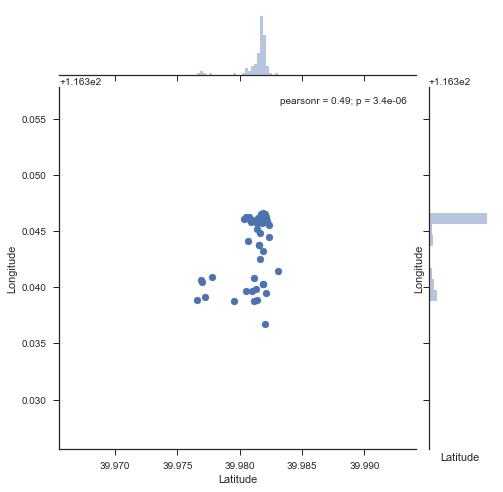 +1.163e2
+1.163e2
pearsonr = 0.49; p = 3.4e-06
0.055
0.050
0.045
0.040
0.035
0.030
Longitude
Longitude
39.970 39.975 39.980 39.985 39.990
Latitude
Latitude